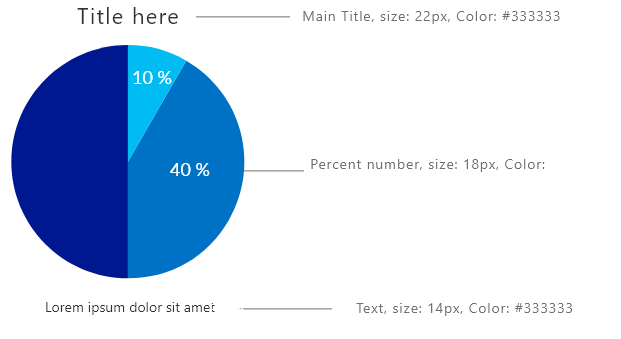 Title here
Main Title, size: 22px, Color: #333333
10 %
40 %
Percent number, size: 18px, Color:
Lorem ipsum dolor sit amet
Text, size: 14px, Color: #333333